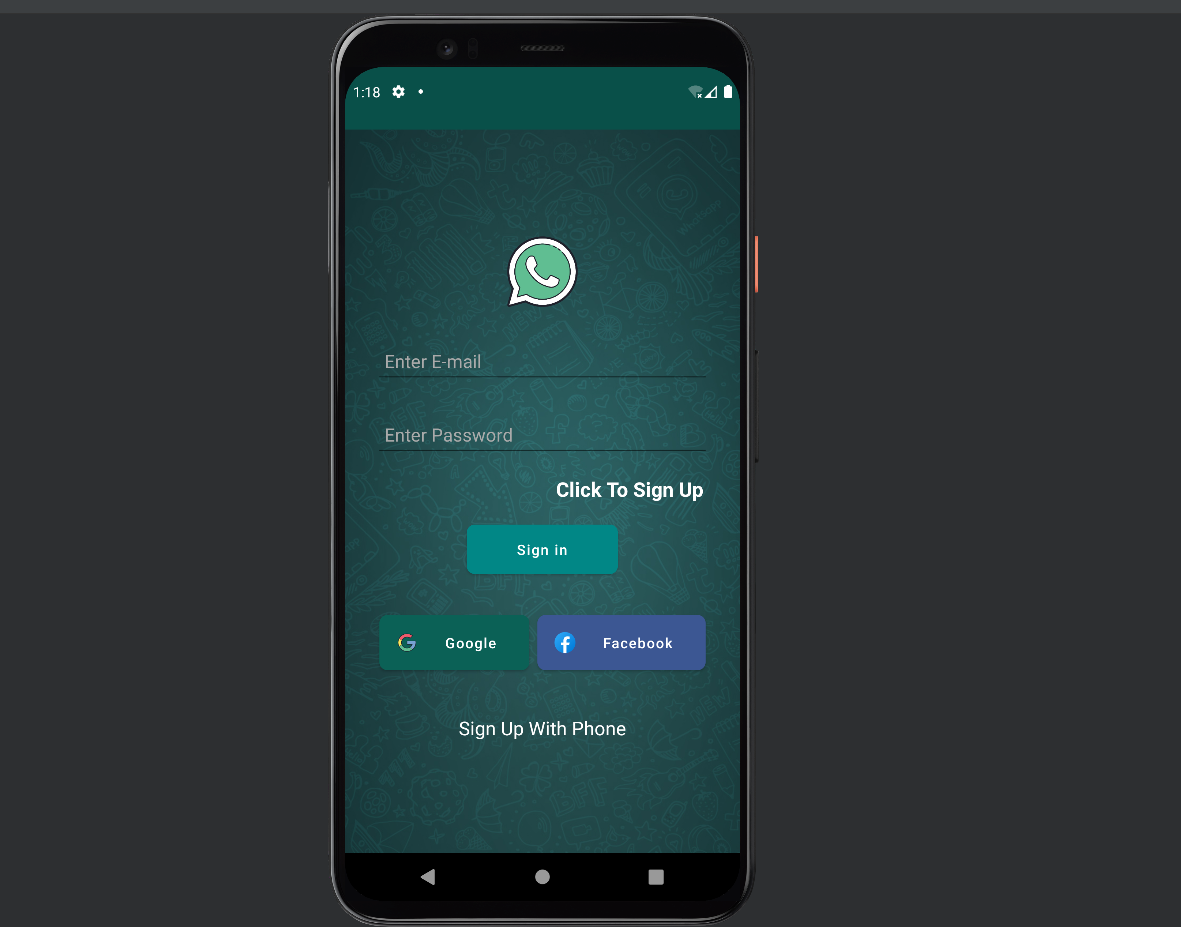 1:18
Enter E-mail
Enter Password
Click To Sign Up
Sign in
Google
Facebook
Sign Up With Phone